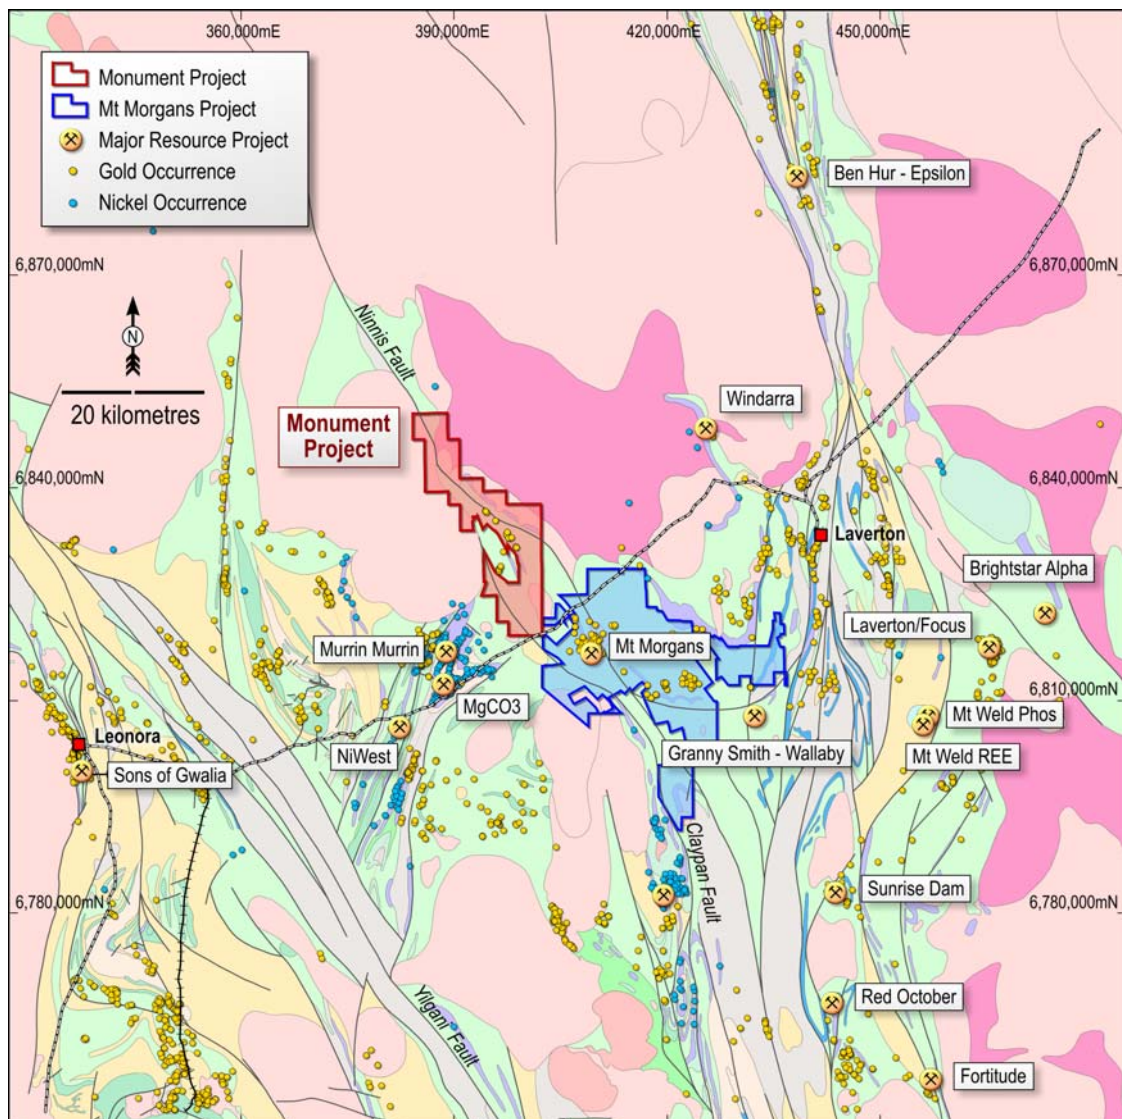 360,000mE
390,000mE
420,000mE
450,000mE
Monument Project
Mt Morgans Project
Major Resource Project
Gold Occurrence
Nickel Occurrence
Ben Hur - Epsilon
6,870,000mN
6,870,000mN
N
20 kilometres
Ninnis Fault
Monument
Project
Windarra
6,840,000mN
6,840,000mN
Laverton
Brightstar Alpha
Laverton/Focus
Murrin Murrin
Mt Morgans
6,810,000mN
MgCO3
Mt Weld Phos
Leonora
NiWest
Granny Smith - Wallaby
Mt Weld REE
Sons of Gwalia
Claypan Fault
Sunrise Dam
6,780,000mN
6,780,000mN
Red October
Yilgani Fault
Fortitude